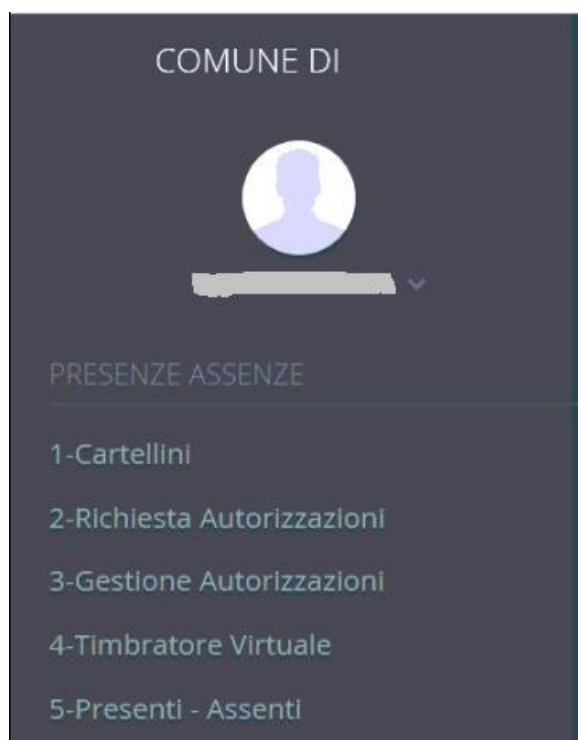 COMUNE DI
PRESENZE ASSENZE
1-Cartellini
2-Richiesta Autorizzazioni
3-Gestione Autorizzazioni
4-Timbratore Virtuale
5-Presenti - Assenti